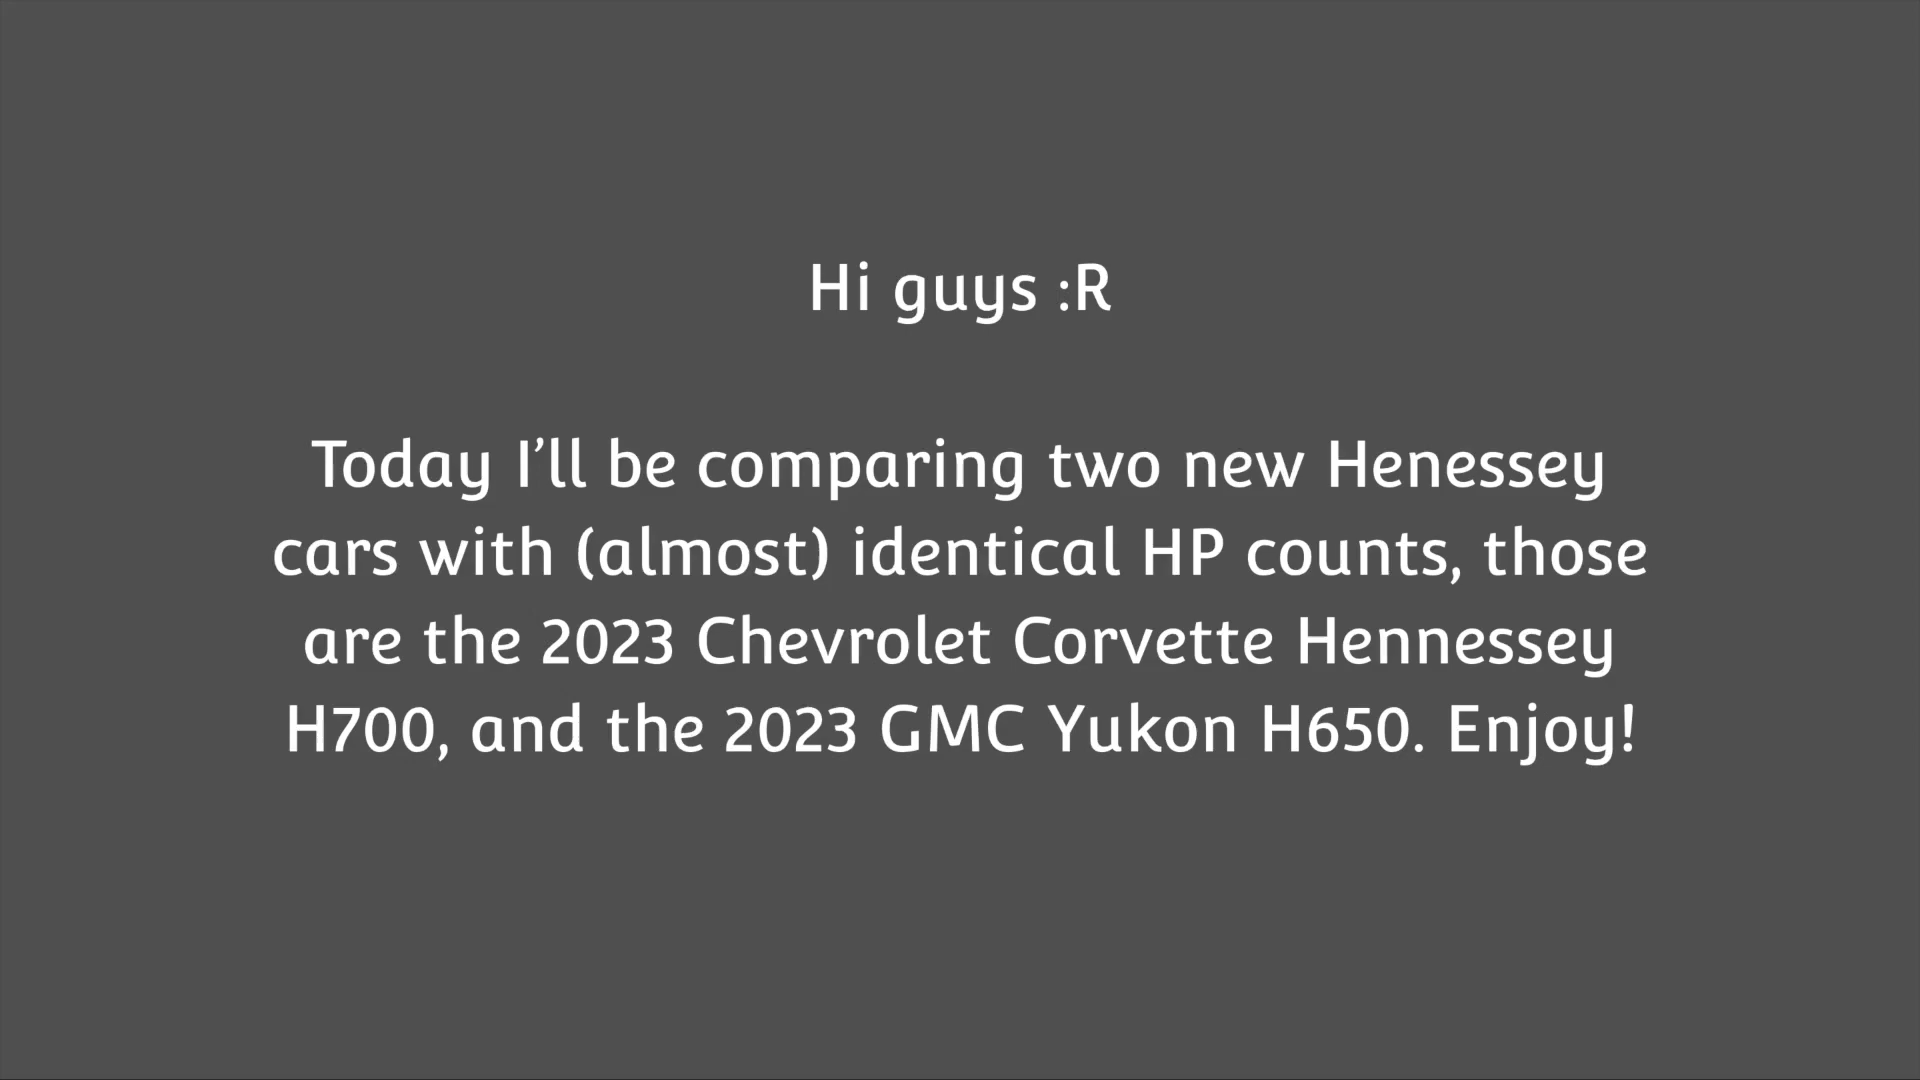 Hi guys :R
Today I’ll be comparing two new Henessey
cars with (almost) identical HP counts, those
are the 2023 Chevrolet Corvette Hennessey
H700, and the 2023 GMC Yukon H650. Enjoy!